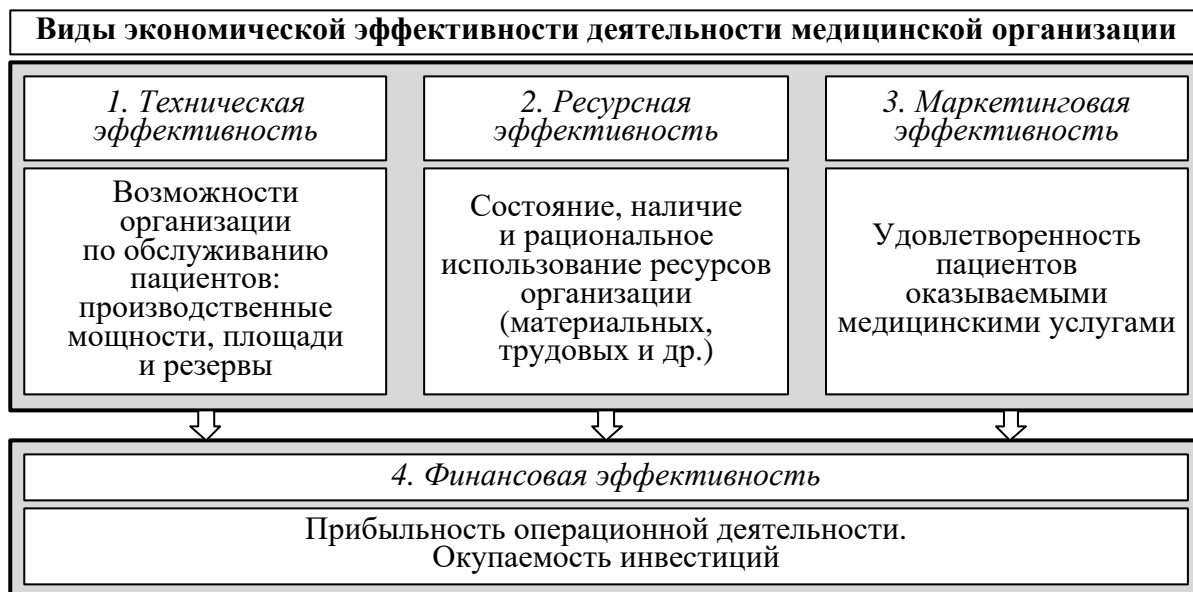 Виды экономической эффективности деятельности медицинской организации
1. Техническая
эффективность
Возможности
организации
по обслуживанию
пациентов:
производственные
мощности, площади
и резервы
2. Ресурсная
эффективность
Состояние, наличие
и рациональное
использование ресурсов
организации
(материальных,
трудовых и др.)
3. Маркетинговая
эффективность
Удовлетворенность
пациентов
оказываемыми
медицинскими услугами
4. Финансовая эффективность
Прибыльность операционной деятельности.
Окупаемость инвестиций